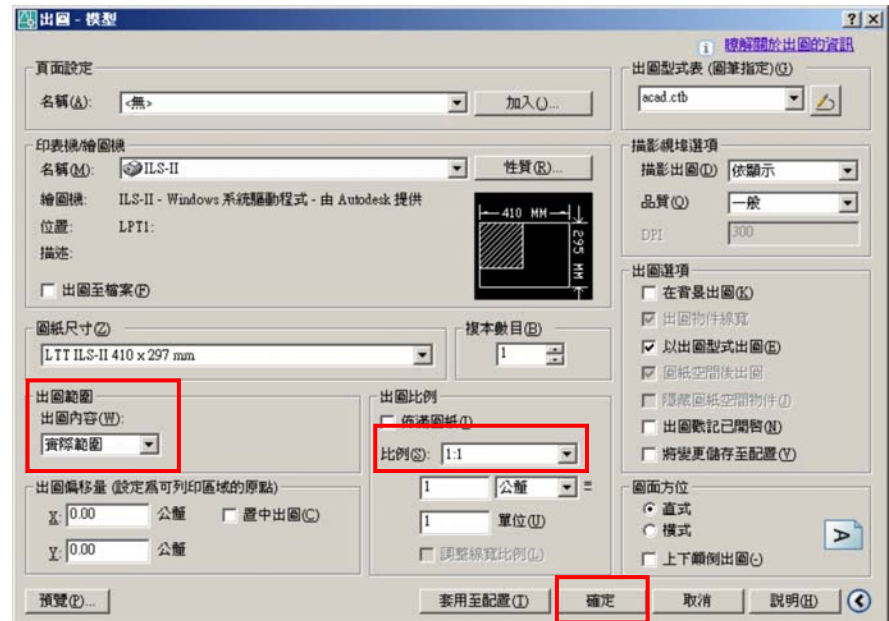 出圖 - 模型
瞭解關於出圖的資訊
頁面設定
名稱(A):
<無>
加入()...
出圖型式表 (圖筆指定)(G)
acad.ctb
印表機/繪圖機
名稱(M):
ILS-II
性質(R)...
繪圖機:
ILS-II - Windows 系統驅動程式 - 由 Autodesk 提供
位置:
LPT1:
描述:
出圖至檔案(F)
410 MM
295 MM
描影視埠選項
描影出圖(D)
依顯示
品質(Q)
一般
DPI
300
圖紙尺寸(Z)
LTT ILS-II 410 x 297 mm
複本數目(B)
1
出圖選項
在背景出圖(K)
出圖物件線寬
以出圖型式出圖(E)
圖紙空間後出圖
隱藏圖紙空間物件(J)
出圖戳記已開啓(N)
將變更儲存至配置(V)
出圖範圍
出圖內容(W):
實際範圍
出圖比例
佈滿圖紙(I)
比例(S):
1:1
1
公釐
=
1
單位(U)
調整線寬比例(L)
出圖偏移量 (設定爲可列印區域的原點)
X:
0.00
公釐
置中出圖(C)
Y:
0.00
公釐
圖面方位
直式
橫式
上下顛倒出圖(-)
A
預覽(P)...
套用至配置(T)
確定
取消
說明(H)